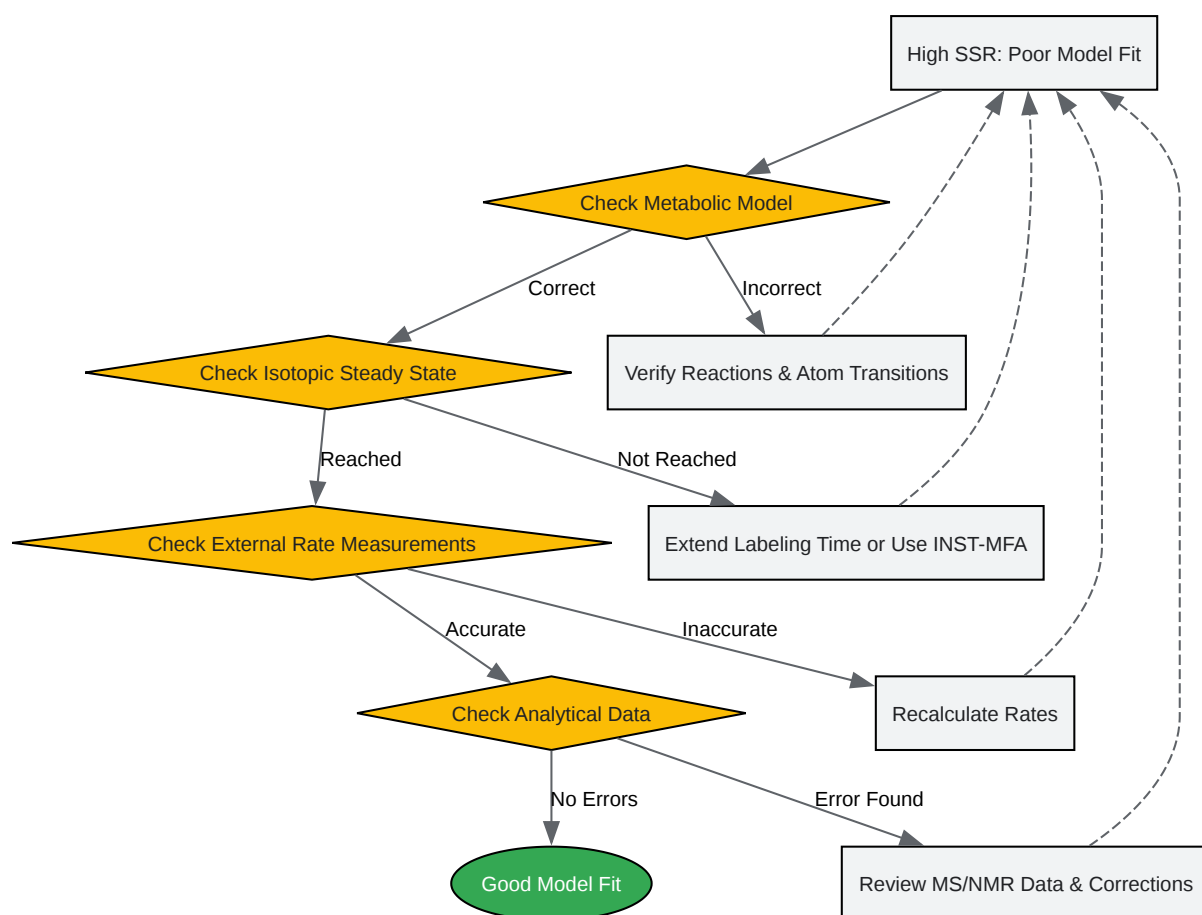 High SSR: Poor Model Fit
Check Metabolic Model
Correct
Incorrect
Check Isotopic Steady State
Verify Reactions & Atom Transitions
Reached
Not Reached
Check External Rate Measurements
Extend Labeling Time or Use INST-MFA
Accurate
Inaccurate
Check Analytical Data
Recalculate Rates
No Errors
Error Found
Good Model Fit
Review MS/NMR Data & Corrections